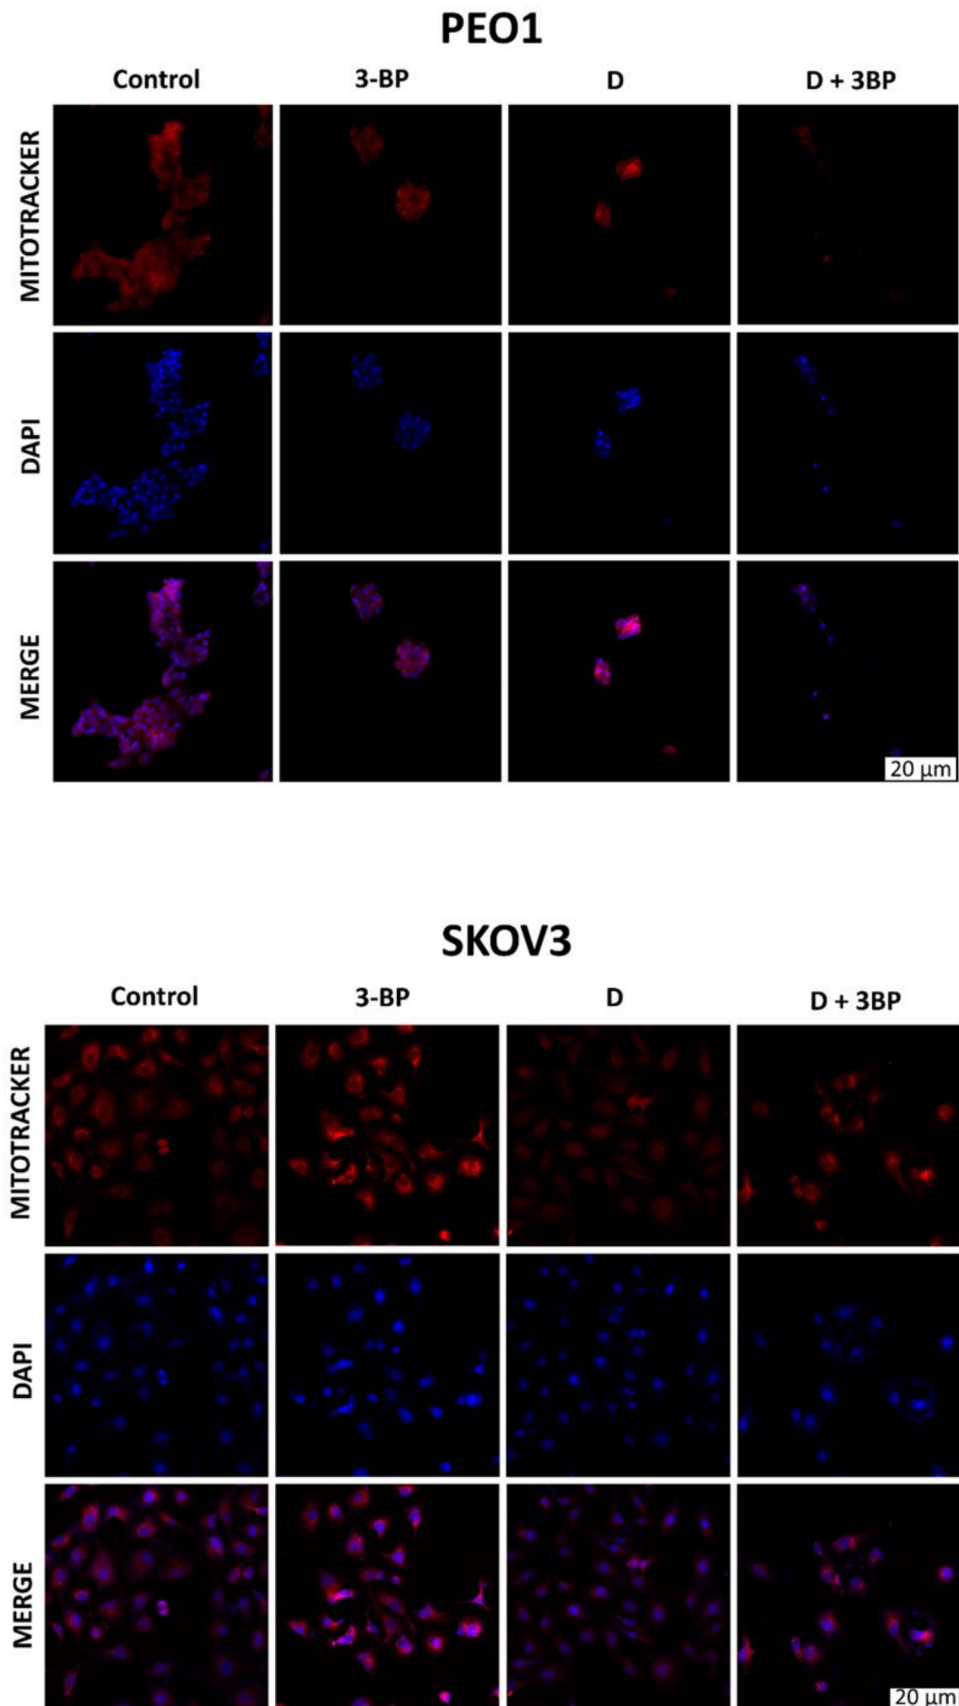 PEO1
Control 3-BP D D + 3BP
MITOTRACKER
DAPI
MERGE
20 µm
SKOV3
Control 3-BP D D + 3BP
MITOTRACKER
DAPI
MERGE
20 µm